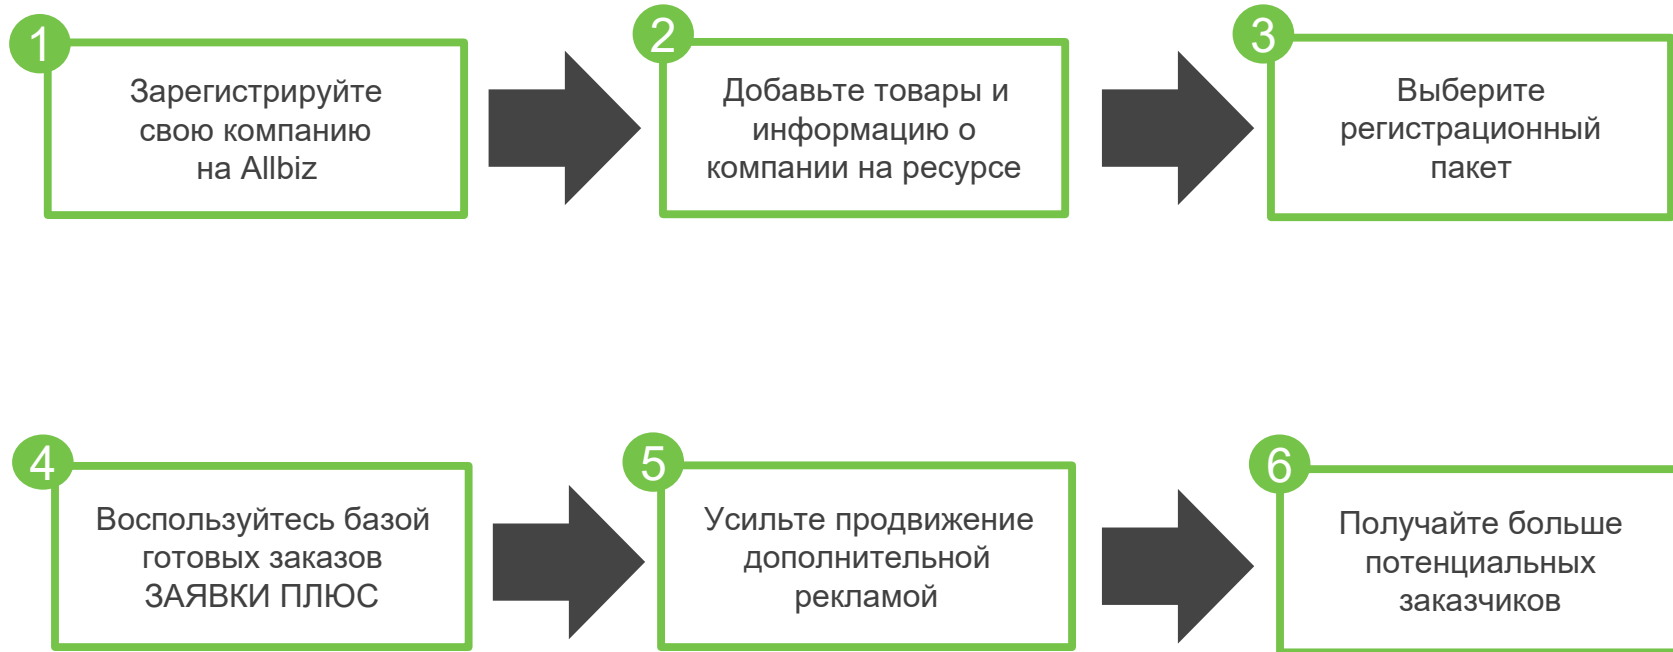 1
Зарегистрируйте
свою компанию
на Allbiz
2
Добавьте товары и
информацию о
компании на ресурсе
3
Выберите
регистрационный
пакет
4
Воспользуйтесь базой
готовых заказов
ЗАЯВКИ ПЛЮС
5
Усильте продвижение
дополнительной
рекламой
6
Получайте больше
потенциальных
заказчиков